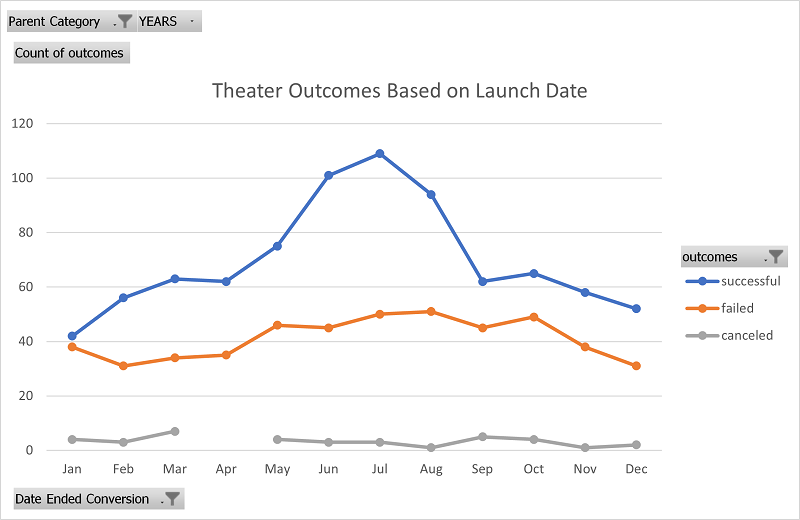 Parent Category YEARS
Count of outcomes
Theater Outcomes Based on Launch Date
120
100
80
60
40
20
0
Jan Feb Mar Apr May Jun Jul Aug Sep Oct Nov Dec
outcomes
successful
failed
canceled
Date Ended Conversion